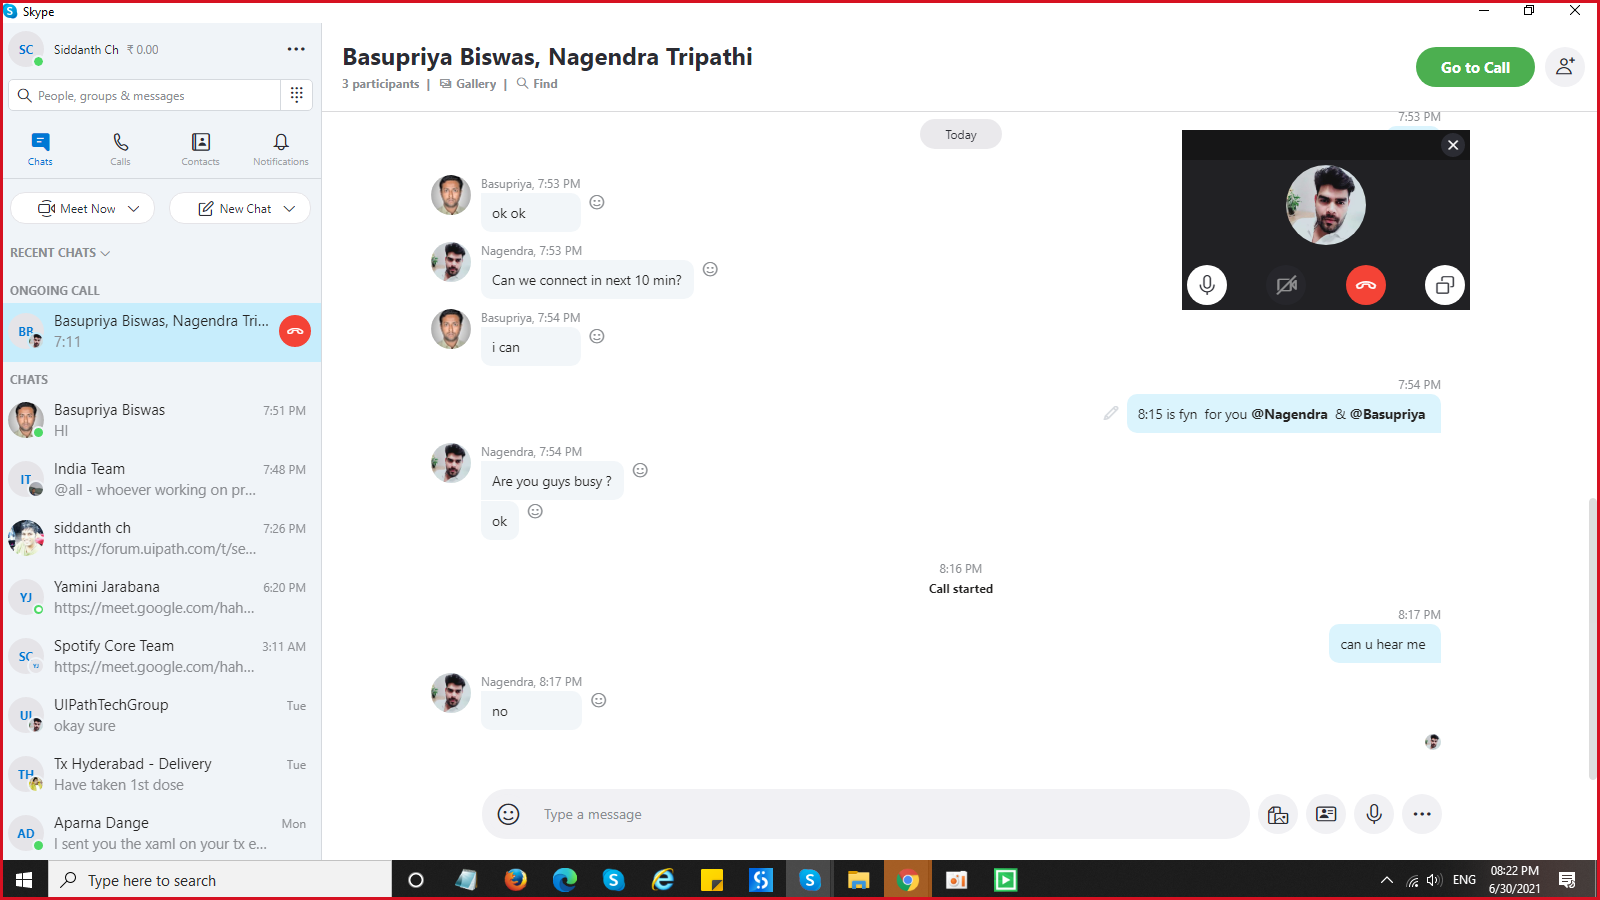 Skype
SC
Siddanth Ch ₹ 0.00
People, groups & messages
Chats
Calls
Contacts
Notifications
Meet Now
New Chat
RECENT CHATS
ONGOING CALL
BP
Basupriya Biswas, Nagendra Tri...
7:11
CHATS
Basupriya Biswas 7:51 PM
HI
IT
India Team 7:48 PM
@all - whoever working on pr...
siddanth ch 7:26 PM
https://forum.uipath.com/t/se...
YJ
Yamini Jarabana 6:20 PM
https://meet.google.com/hah...
SC
YJ
Spotify Core Team 3:11 AM
https://meet.google.com/hah...
UI
UIPathTechGroup Tue
okay sure
TH
Tx Hyderabad - Delivery Tue
Have taken 1st dose
AD
Aparna Dange Mon
I sent you the xaml on your tx e...
Basupriya Biswas, Nagendra Tripathi
3 participants | Gallery | Find
Go to Call
7:53 PM
Today
Basupriya, 7:53 PM
ok ok
Nagendra, 7:53 PM
Can we connect in next 10 min?
Basupriya, 7:54 PM
i can
7:54 PM
8:15 is fyn for you @Nagendra & @Basupriya
Nagendra, 7:54 PM
Are you guys busy ?
ok
8:16 PM
Call started
8:17 PM
can u hear me
Nagendra, 8:17 PM
no
Type a message
Type here to search
ENG
08:22 PM
6/30/2021